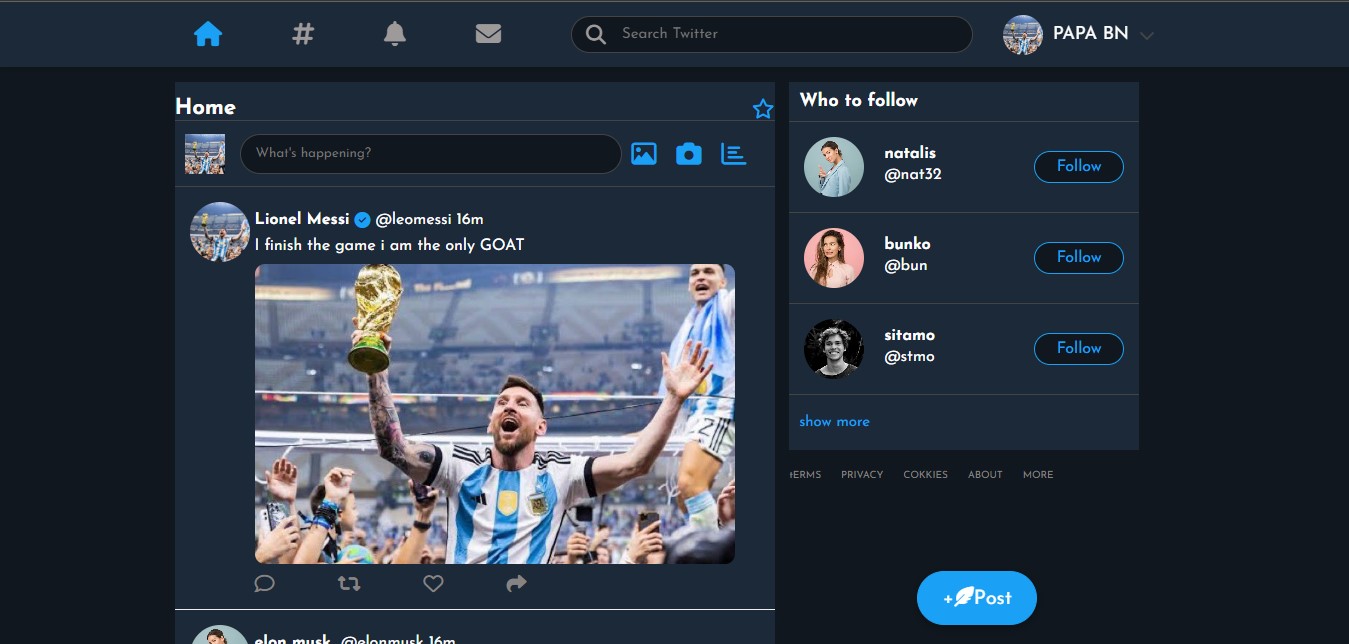 Search Twitter
PAPA BN
Home
What's happening?
Lionel Messi @leomessi 16m
I finish the game i am the only GOAT
elon musk @elonmusk 16m
Who to follow
natalis
@nat32
Follow
bunko
@bun
Follow
sitamo
@stmo
Follow
show more
tERMS PRIVACY COKKIES ABOUT MORE
+Post